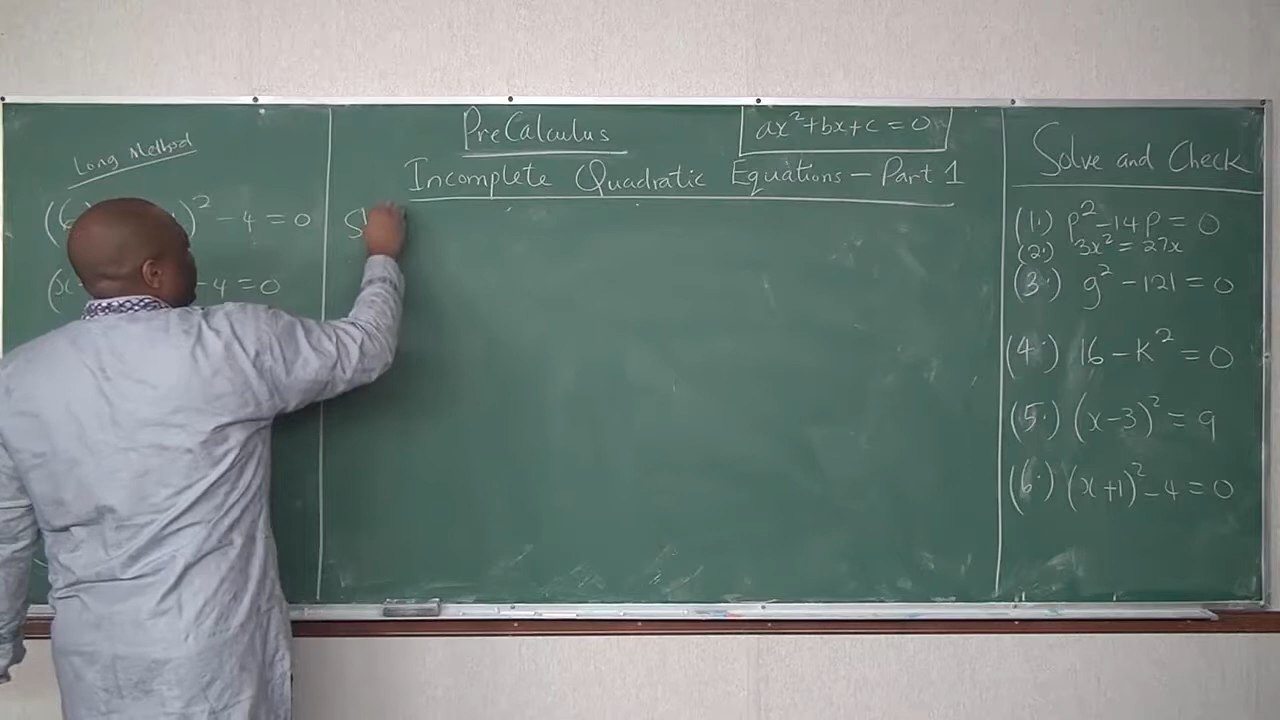 Long Method
(6 )² - 4 = 0
(x - 4 = 0
PreCalculus
ax² + bx + c = 0
Incomplete Quadratic Equations - Part 1
Solve and Check
(1.) p² - 14p = 0
(2.) 3x² = 27x
(3.) g² - 121 = 0
(4.) 16 - K² = 0
(5.) (x - 3)² = 9
(6.) (x + 1)² - 4 = 0